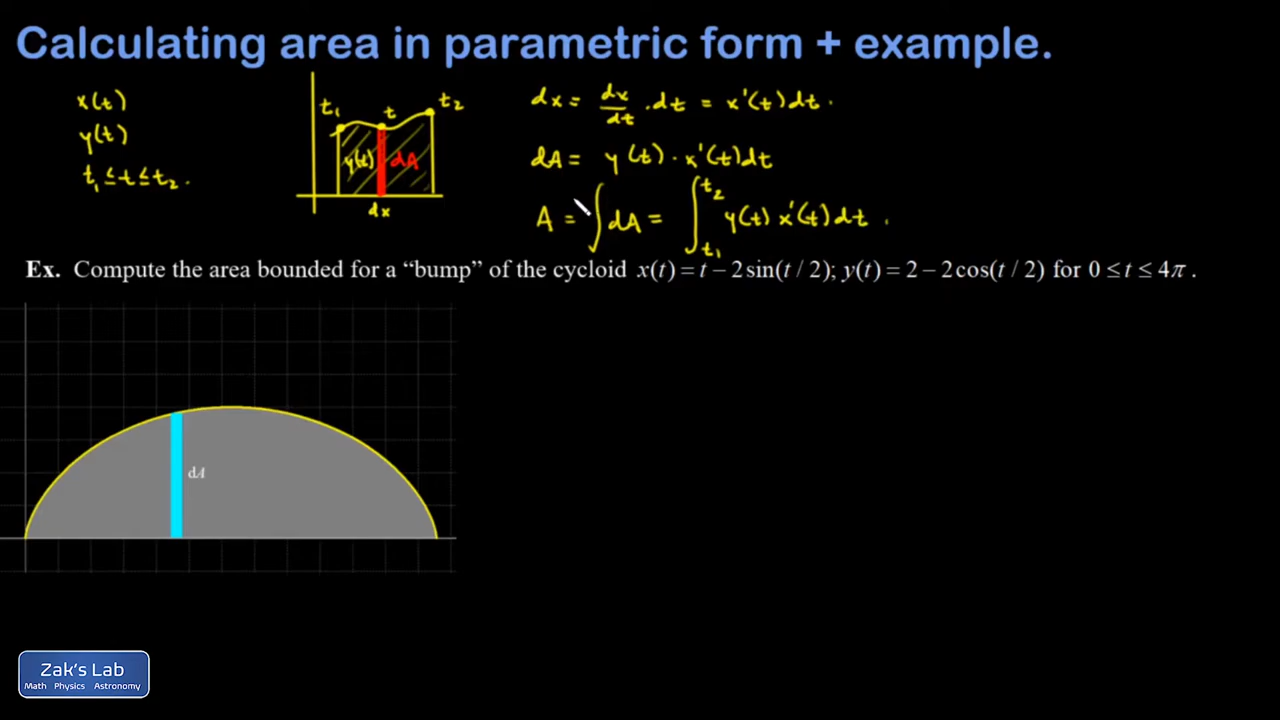 Calculating area in parametric form + example.
x(t)
y(t)
t₁ ≤ t ≤ t₂.
t₁ t t₂
y(t) dA
dx
dx = dx/dt · dt = x'(t)dt.
dA = y(t) · x'(t)dt
A = ∫dA = ∫_{t₁}^{t₂} y(t) x'(t)dt.
Ex. Compute the area bounded for a “bump” of the cycloid x(t) = t − 2sin(t / 2); y(t) = 2 − 2cos(t / 2) for 0 ≤ t ≤ 4π.
dA
Zak's Lab
Math Physics Astronomy